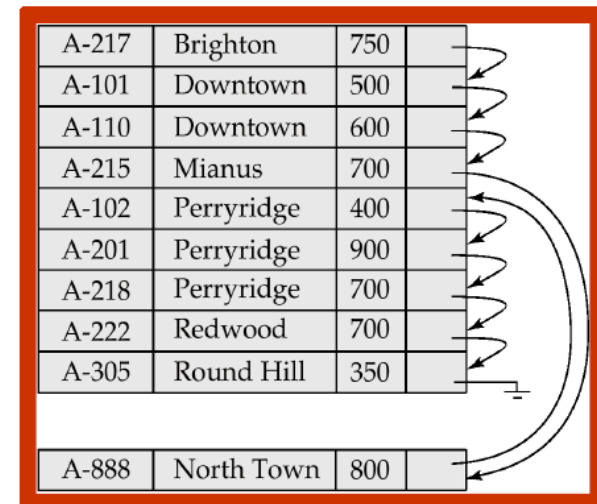 A-217 Brighton 750
A-101 Downtown 500
A-110 Downtown 600
A-215 Mianus 700
A-102 Perryridge 400
A-201 Perryridge 900
A-218 Perryridge 700
A-222 Redwood 700
A-305 Round Hill 350
A-888 North Town 800